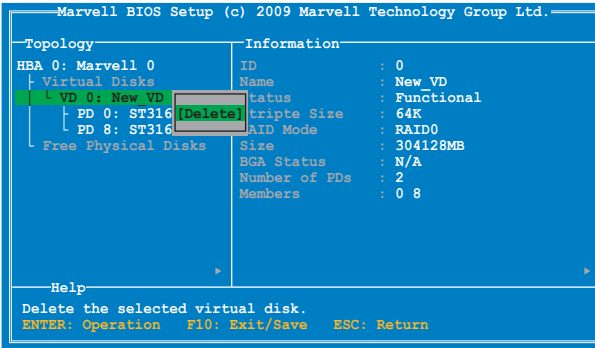 Marvell BIOS Setup (c) 2009 Marvell Technology Group Ltd.
Topology
HBA 0: Marvell 0
Virtual Disks
VD 0: New VD
PD 0: ST316
PD 8: ST316
Free Physical Disks
[Delete]
Information
ID : 0
Name : New_VD
tatus : Functional
tripte Size : 64K
AID Mode : RAID0
Size : 304128MB
BGA Status : N/A
Number of PDs : 2
Members : 0 8
Help
Delete the selected virtual disk.
ENTER: Operation F10: Exit/Save ESC: Return